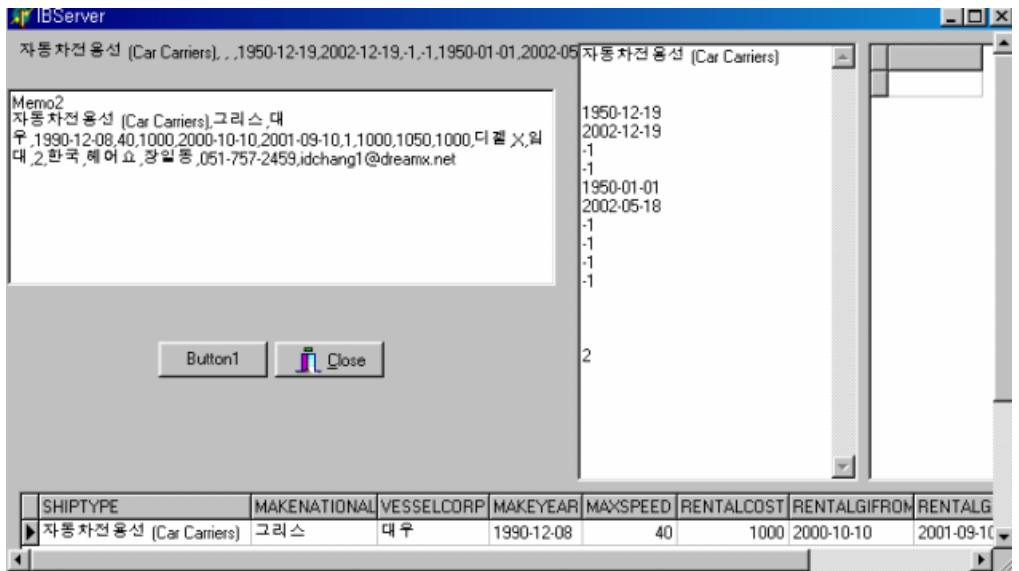 IBServer
자동차전용선 (Car Carriers), , ,1950-12-19,2002-12-19,-1,-1,1950-01-01,2002-05
Memo2
자동차전용선 (Car Carriers),그리스,대
우,1990-12-08,40,1000,2000-10-10,2001-09-10,1,1000,1050,1000,디젤 X,임
대,2,한국,헤어쇼,장일동,051-757-2459,idchang1@dreamx.net
Button1
Close
자동차전용선 (Car Carriers)
1950-12-19
2002-12-19
-1
-1
1950-01-01
2002-05-18
-1
-1
-1
-1
2
SHIPTYPE MAKENATIONAL VESSELCORP MAKEYEAR MAXSPEED RENTALCOST RENTALGIFROM RENTALG
자동차전용선 (Car Carriers) 그리스 대우 1990-12-08 40 1000 2000-10-10 2001-09-10